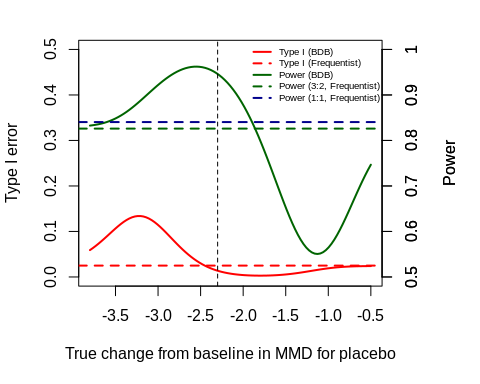 0.5
0.4
0.3
0.2
0.1
0.0
Type I error
Type I (BDB)
Type I (Frequentist)
Power (BDB)
Power (3:2, Frequentist)
Power (1:1, Frequentist)
1
0.9
0.8
0.7
0.6
0.5
Power
-3.5 -3.0 -2.5 -2.0 -1.5 -1.0 -0.5
True change from baseline in MMD for placebo